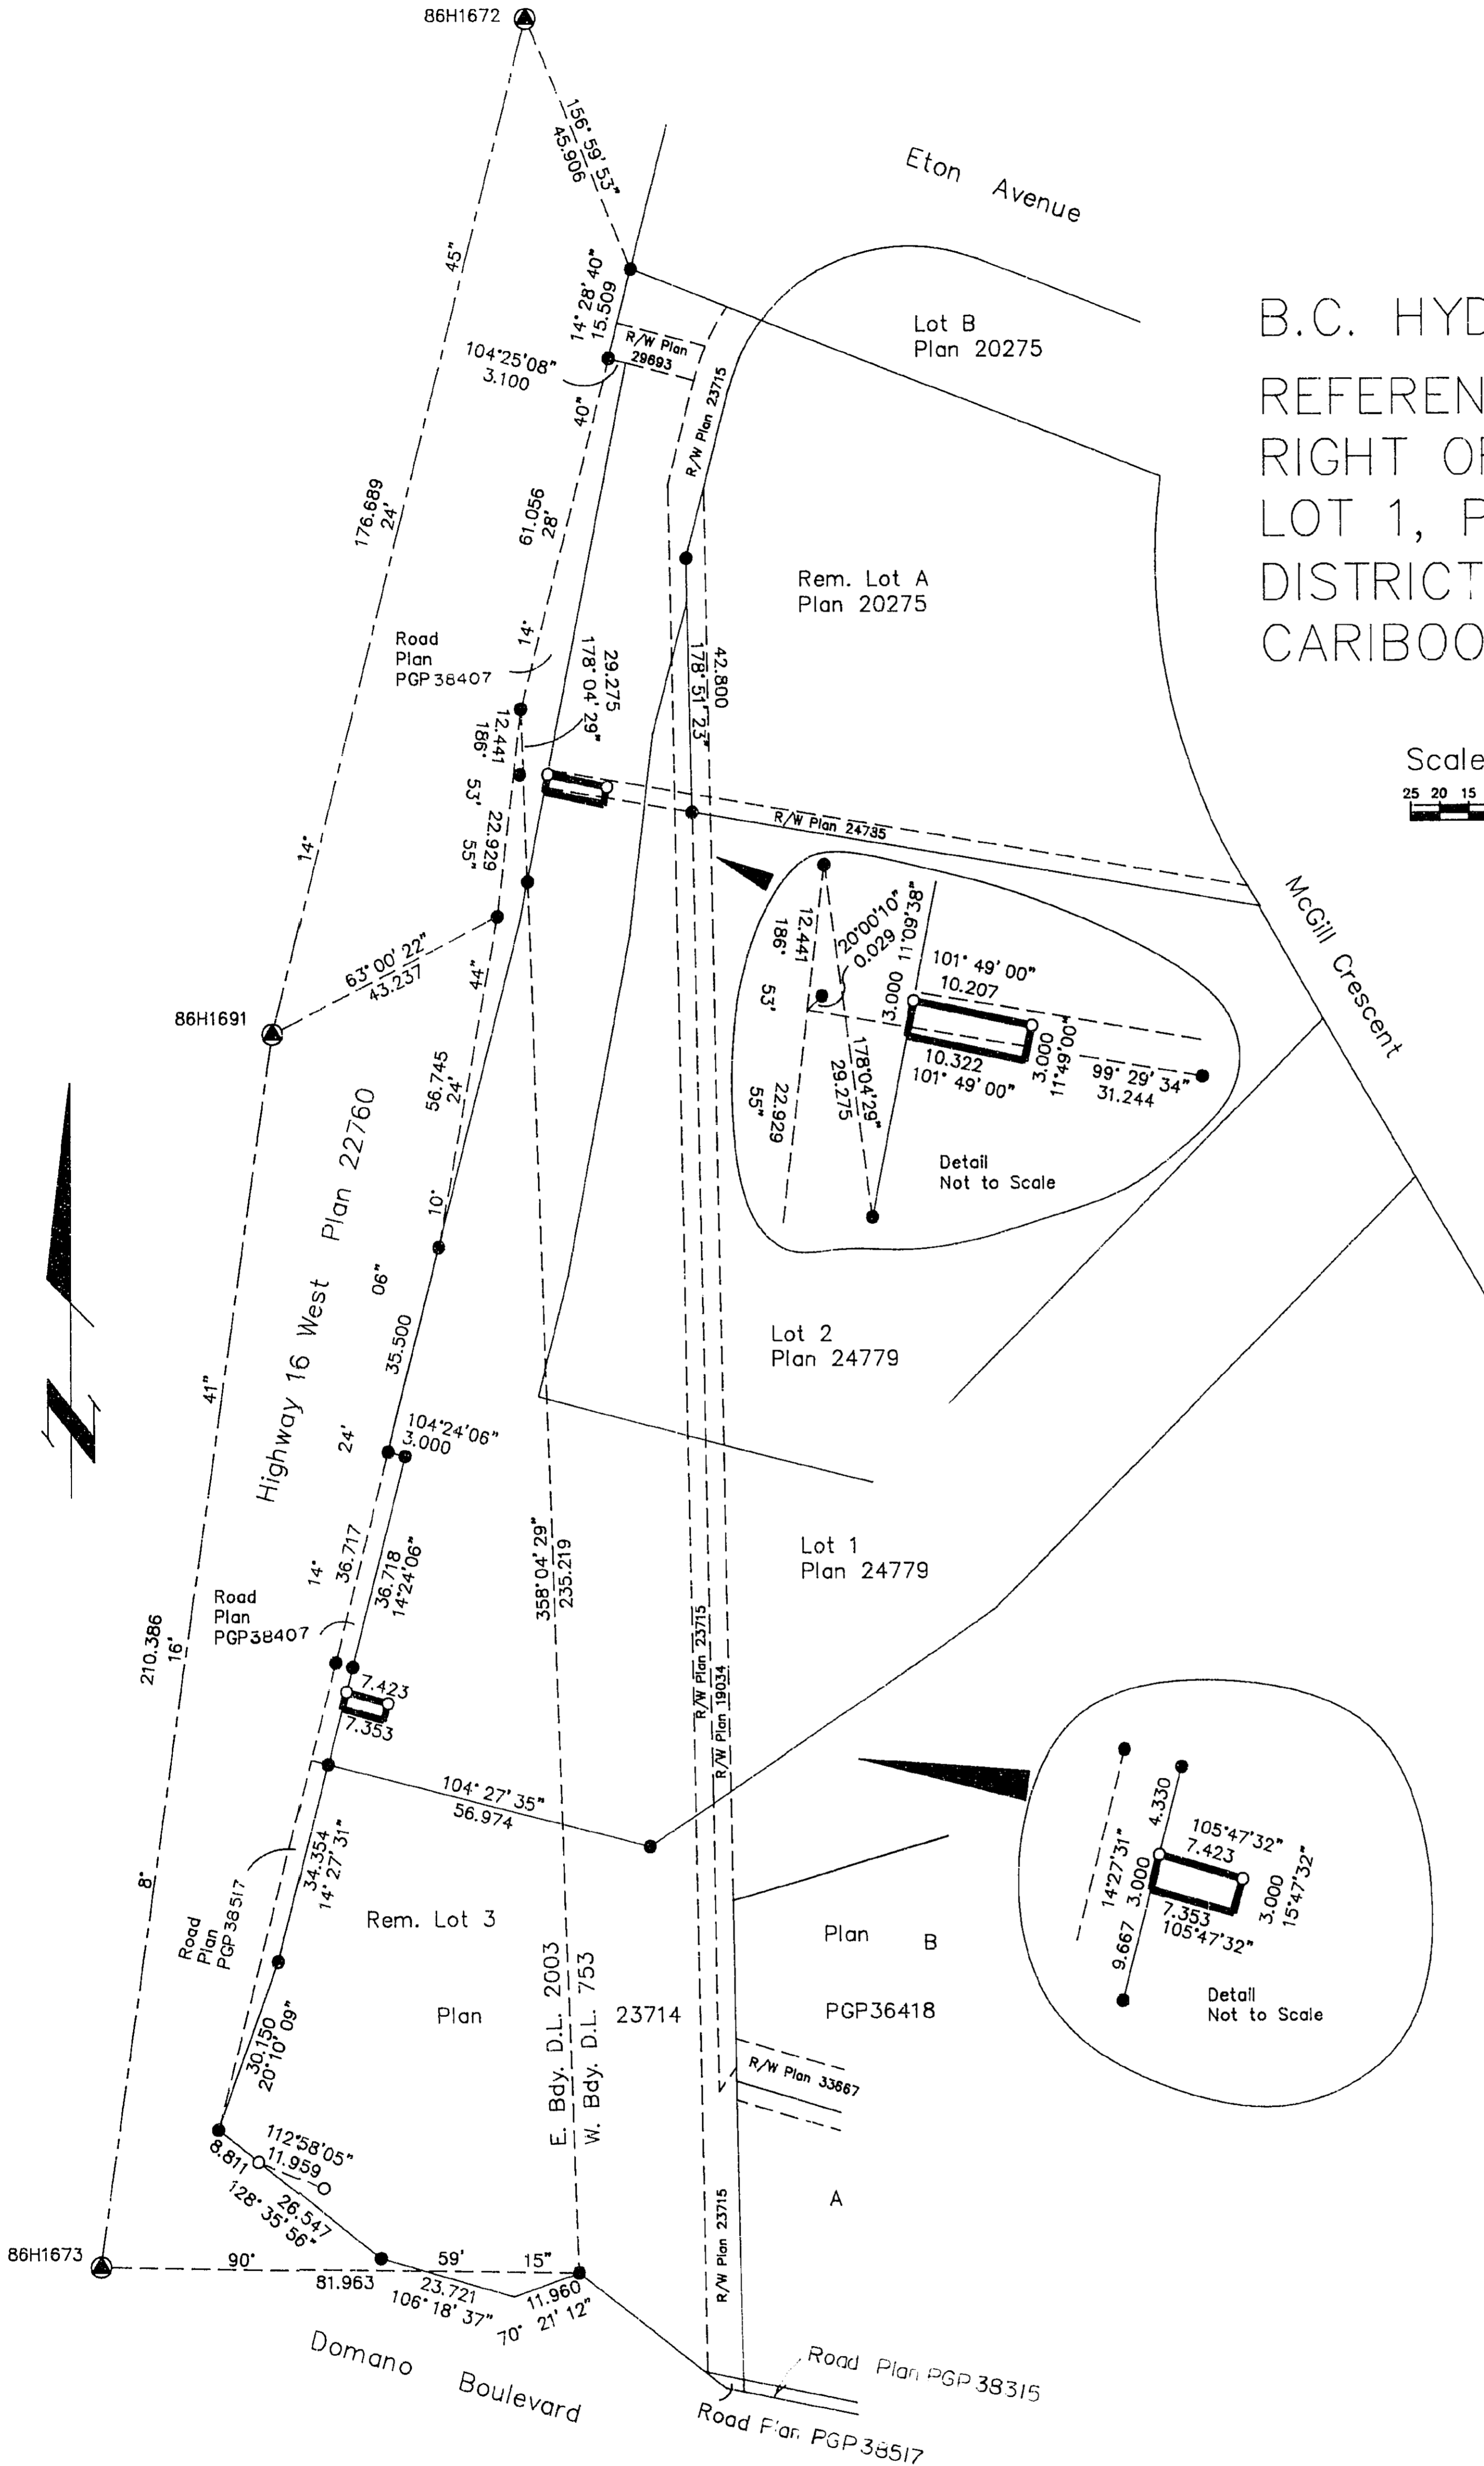 86H1672
156° 59' 53"
45.906
Eton Avenue
45"
14° 28' 40"
15.509
Lot B
Plan 20275
R/W Plan
29693
104°25'08"
3.100
R/W Plan 23715
40"
B.C. HYD
REFEREN
RIGHT OF
LOT 1, P
DISTRICT
CARIBOO
176.689
24'
61.056
28'
Rem. Lot A
Plan 20275
Road
Plan
PGP38407
14°
29.275
178° 04' 29"
42.800
178° 51' 23"
12.441
186°
Scale
25 20 15
53'
22.929
55"
R/W Plan 24735
14°
McGill Crescent
63° 00' 22"
43.237
44"
12.441
186°
20°00'10"
0.029
11°09'38"
3.000
101° 49' 00"
10.207
53'
86H1691
10.322
101° 49' 00"
3.000
11°49'00"
99° 29' 34"
31.244
178°04'29"
29.275
22.929
55"
56.745
24'
Detail
Not to Scale
10°
Highway 16 West Plan 22760
06"
35.500
Lot 2
Plan 24779
41"
24'
104°24'06"
3.000
36.717
14°
36.718
14°24'06"
358° 04' 29"
235.219
Lot 1
Plan 24779
Road
Plan
PGP38407
210.386
16'
R/W Plan 23715
R/W Plan 19034
7.423
7.353
104° 27' 35"
56.974
4.330
105°47'32"
7.423
14°27'31"
3.000
3.000
15°47'32"
7.353
105°47'32"
9.667
Detail
Not to Scale
8°
34.354
14° 27' 31"
Road
Plan
PGP38517
Rem. Lot 3
Plan B
Plan 23714
PGP36418
E. Bdy. D.L. 2003
W. Bdy. D.L. 753
30.150
20° 10' 09"
R/W Plan 33667
112°58'05"
11.959
8.811
26.547
128° 35' 56"
A
R/W Plan 23715
86H1673
90° 59' 15"
81.963
23.721
106° 18' 37"
11.960
70° 21' 12"
Domano Boulevard
Road Plan PGP38315
Road Plan PGP38517